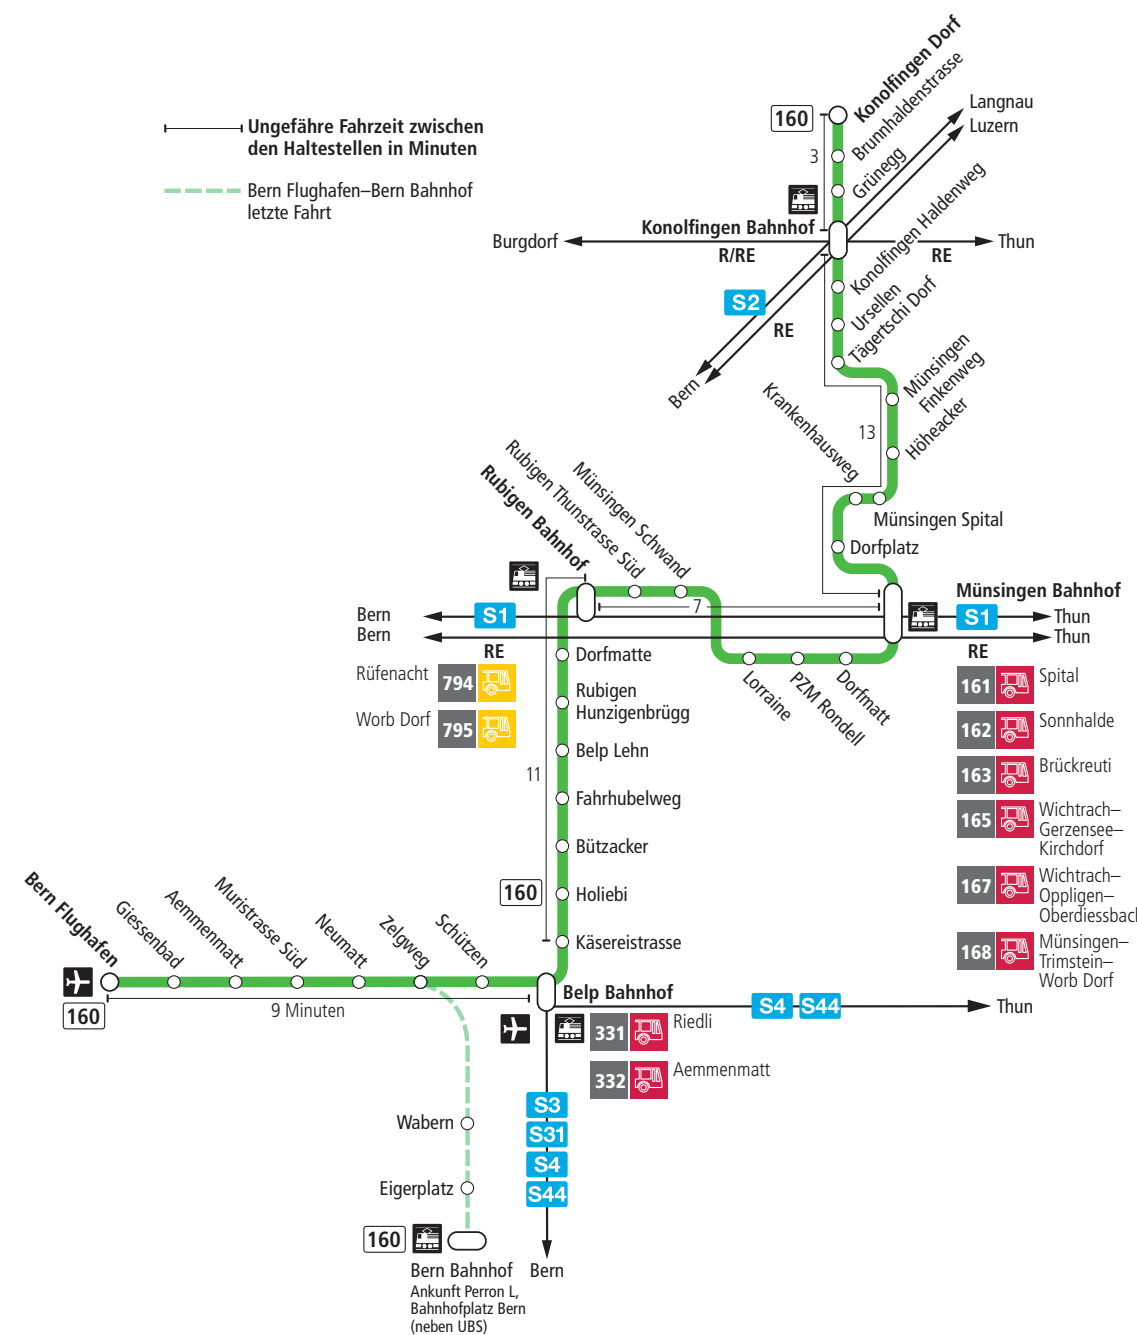 Ungefähre Fahrzeit zwischen
den Haltestellen in Minuten
Bern Flughafen–Bern Bahnhof
letzte Fahrt
160
Konolfingen Dorf
Brunnhaldenstrasse
Grünegg
3
Langnau
Luzern
Konolfingen Bahnhof
Burgdorf
R/RE
RE
Thun
Konolfingen Haldenweg
Ursellen
Tägertschi Dorf
S2
RE
Bern
Münsingen
Finkenweg
Höheacker
13
Krankenhausweg
Münsingen Spital
Dorfplatz
Rubigen Bahnhof
Rubigen Thunstrasse Süd
Münsingen Schwand
7
Münsingen Bahnhof
Bern
S1
S1
Thun
Bern
Thun
RE
RE
Rüfenacht
794
Worb Dorf
795
Dorfmatte
Rubigen
Hunzigenbrügg
Belp Lehn
Fahrhubelweg
Bützacker
Holiebi
Käsereistrasse
11
160
Lorraine
PZM Rondell
Dorfmatt
161
Spital
162
Sonnhalde
163
Brückreuti
165
Wichtrach–
Gerzensee–
Kirchdorf
167
Wichtrach–
Oppligen–
Oberdiessbach
168
Münsingen–
Trimstein–
Worb Dorf
Bern Flughafen
Giessenbad
Aemmenmatt
Muristrasse Süd
Neumatt
Zelgweg
Schützen
160
9 Minuten
Belp Bahnhof
S4
S44
Thun
331
Riedli
332
Aemmenmatt
S3
S31
S4
S44
Bern
Wabern
Eigerplatz
160
Bern Bahnhof
Ankunft Perron L,
Bahnhofplatz Bern
(neben UBS)